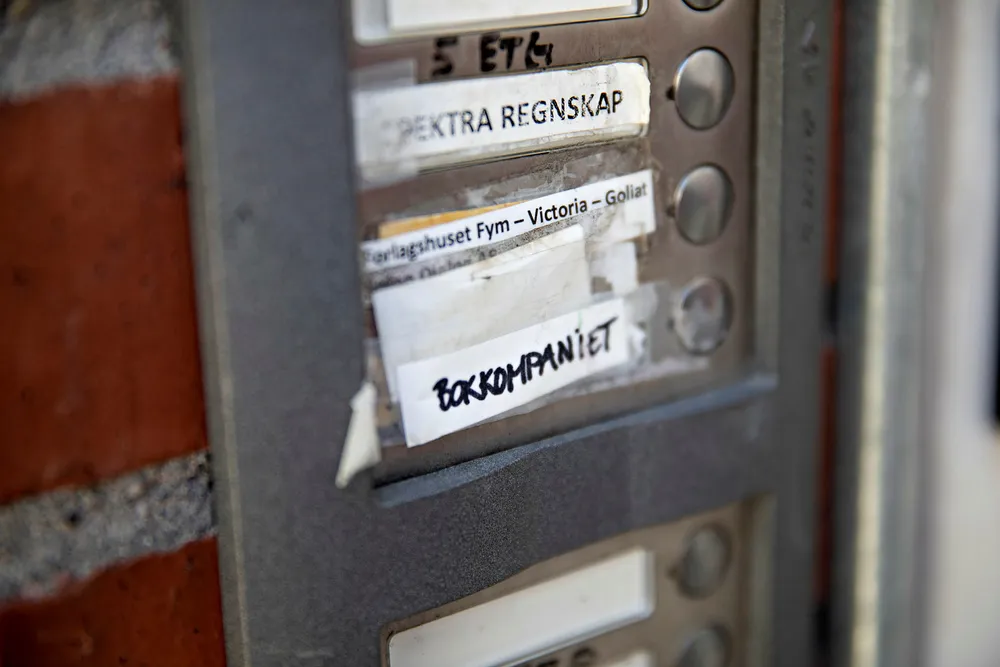 5 ETG
PEKTRA REGNSKAP
Forlagshuset Fym – Victoria – Goliat
BOKKOMPANIET